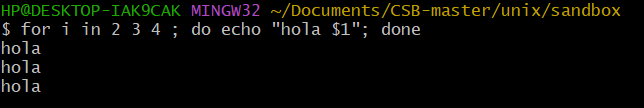 HP@DESKTOP-IAK9CAK MINGW32 ~/Documents/CSB-master/unix/sandbox
$ for i in 2 3 4 ; do echo "hola $1"; done
hola
hola
hola